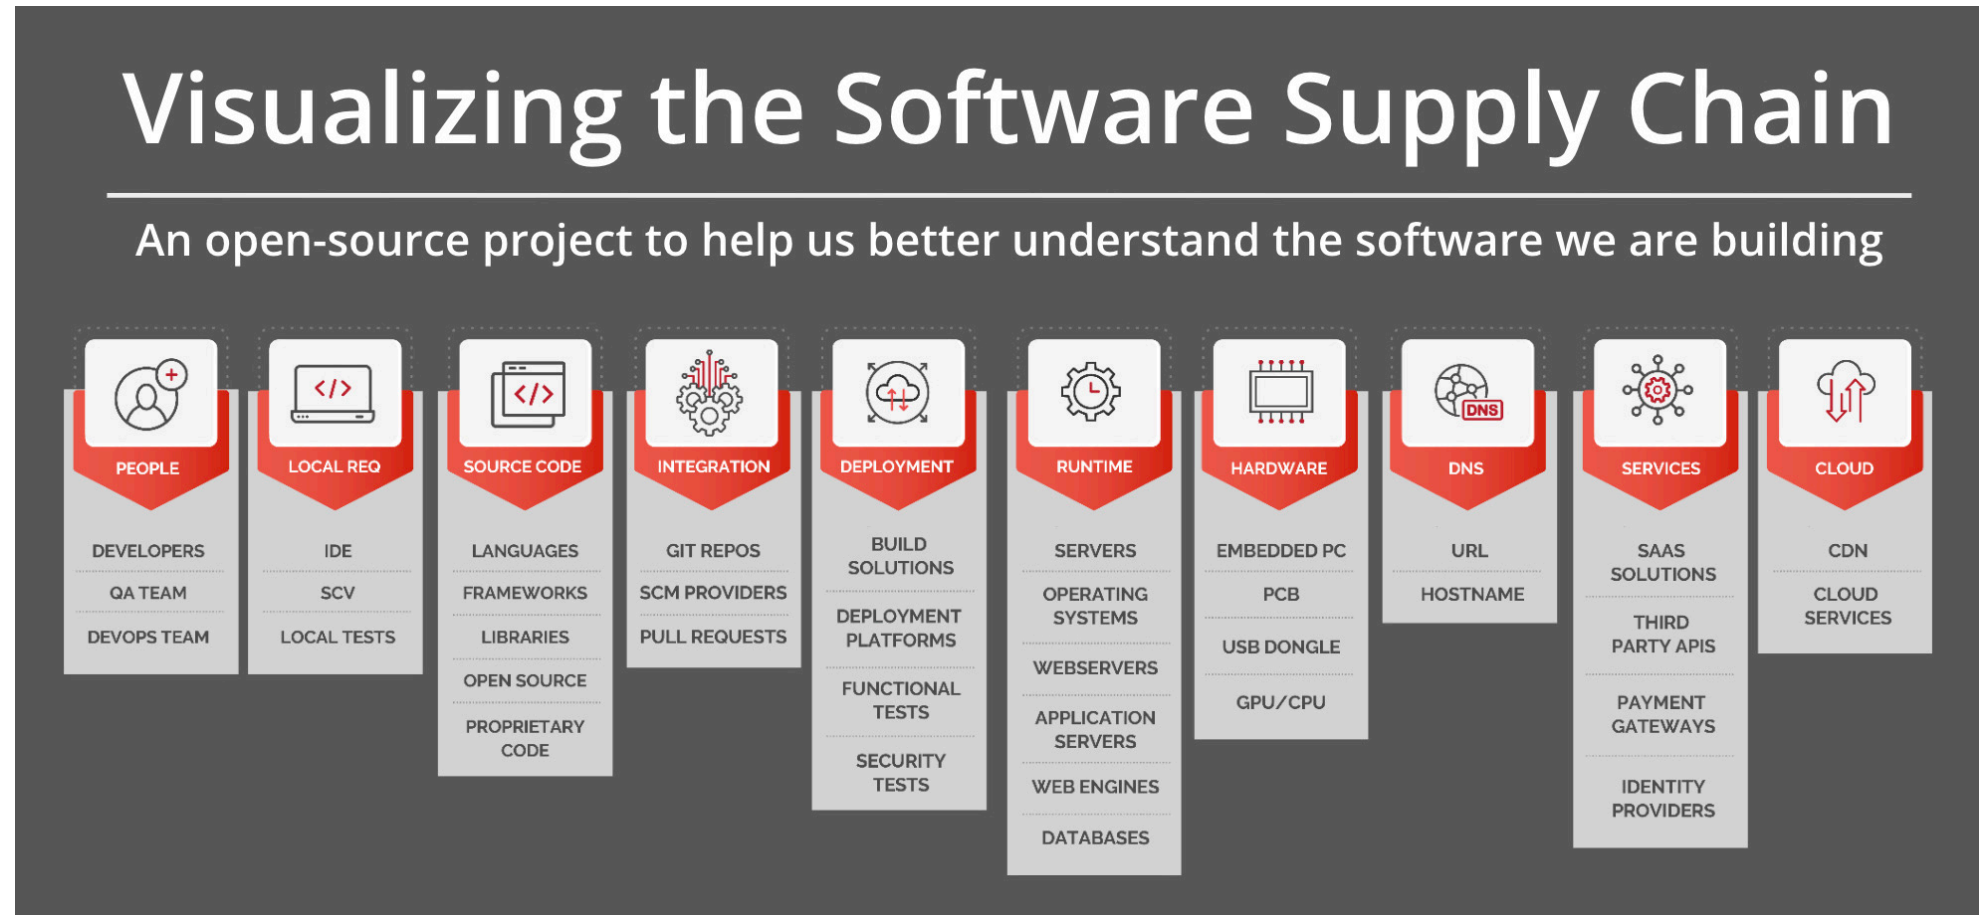 Visualizing the Software Supply Chain
An open-source project to help us better understand the software we are building
PEOPLE
DEVELOPERS
QA TEAM
DEVOPS TEAM
</>
LOCAL REQ
IDE
SCV
LOCAL TESTS
</>
SOURCE CODE
LANGUAGES
FRAMEWORKS
LIBRARIES
OPEN SOURCE
PROPRIETARY
CODE
INTEGRATION
GIT REPOS
SCM PROVIDERS
PULL REQUESTS
DEPLOYMENT
BUILD
SOLUTIONS
DEPLOYMENT
PLATFORMS
FUNCTIONAL
TESTS
SECURITY
TESTS
RUNTIME
SERVERS
OPERATING
SYSTEMS
WEBSERVERS
APPLICATION
SERVERS
WEB ENGINES
DATABASES
HARDWARE
EMBEDDED PC
PCB
USB DONGLE
GPU/CPU
DNS
DNS
URL
HOSTNAME
SERVICES
SAAS
SOLUTIONS
THIRD
PARTY APIS
PAYMENT
GATEWAYS
IDENTITY
PROVIDERS
CLOUD
CDN
CLOUD
SERVICES